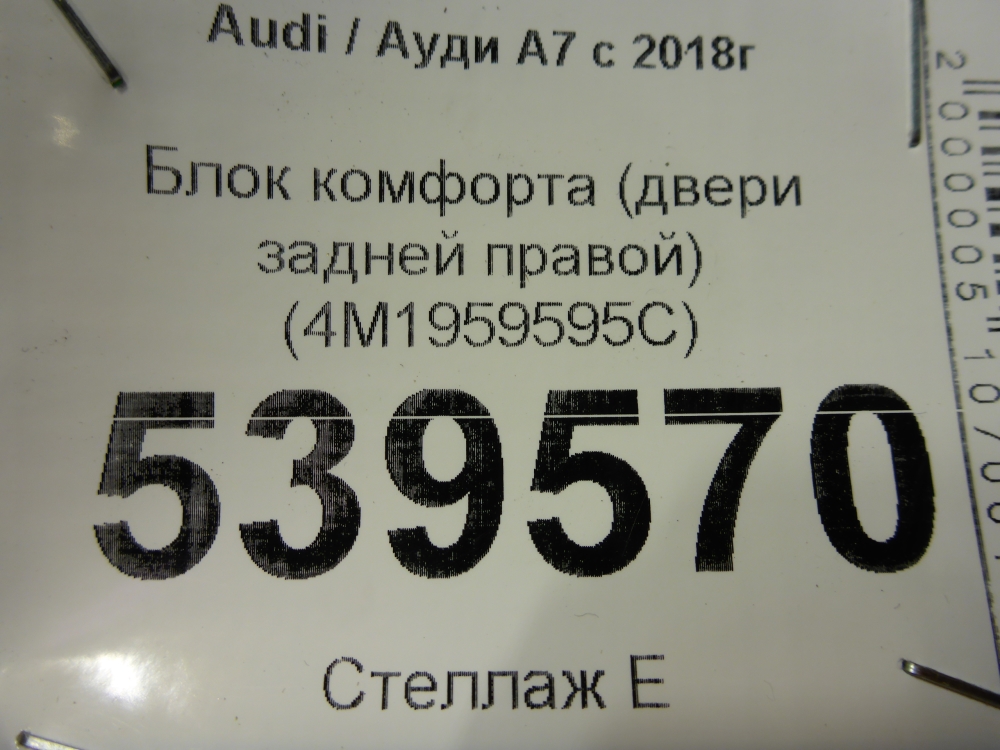 Audi / Ауди А7 с 2018г
Блок комфорта (двери
задней правой)
(4M1959595C)
539570
Стеллаж Е